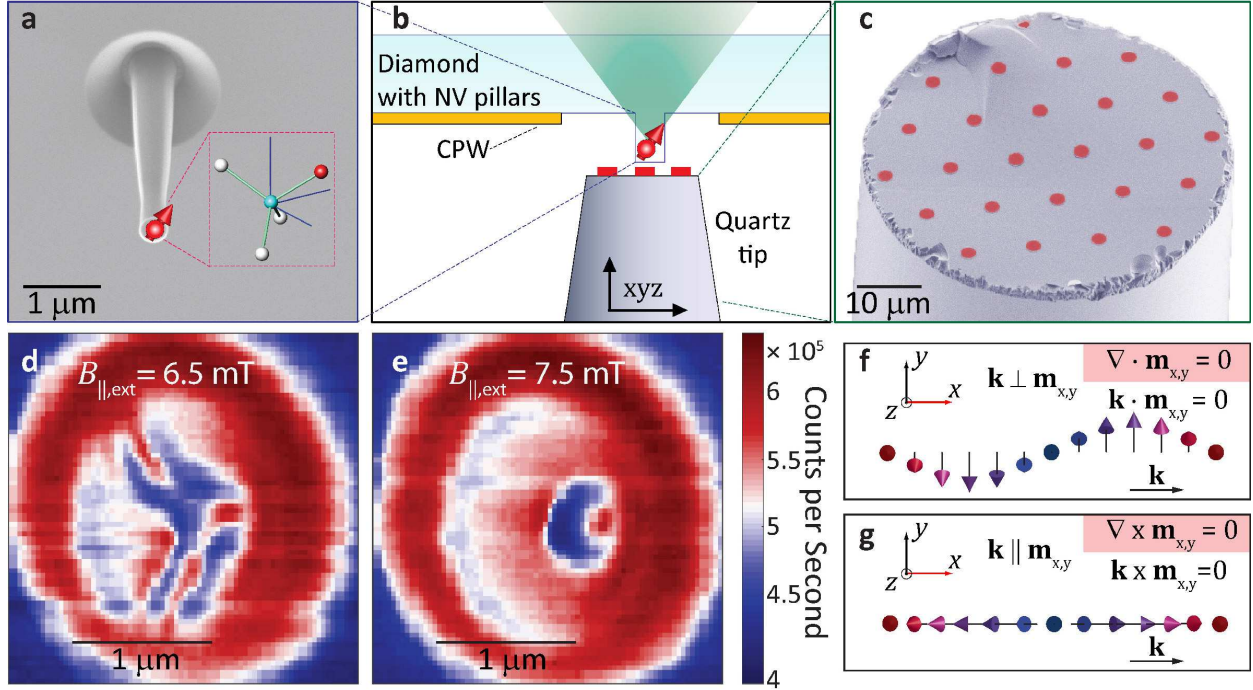 a
1 μm
b
Diamond
with NV pillars
CPW
Quartz
tip
xyz
c
10 μm
d
B||,ext = 6.5 mT
1 μm
e
B||,ext = 7.5 mT
1 μm
× 10⁵
6
5.5
5
4.5
4
Counts per Second
f
y
x
z
k ⊥ mx,y
∇ · mx,y = 0
k · mx,y = 0
k
g
y
x
z
k || mx,y
∇ x mx,y = 0
k x mx,y=0
k